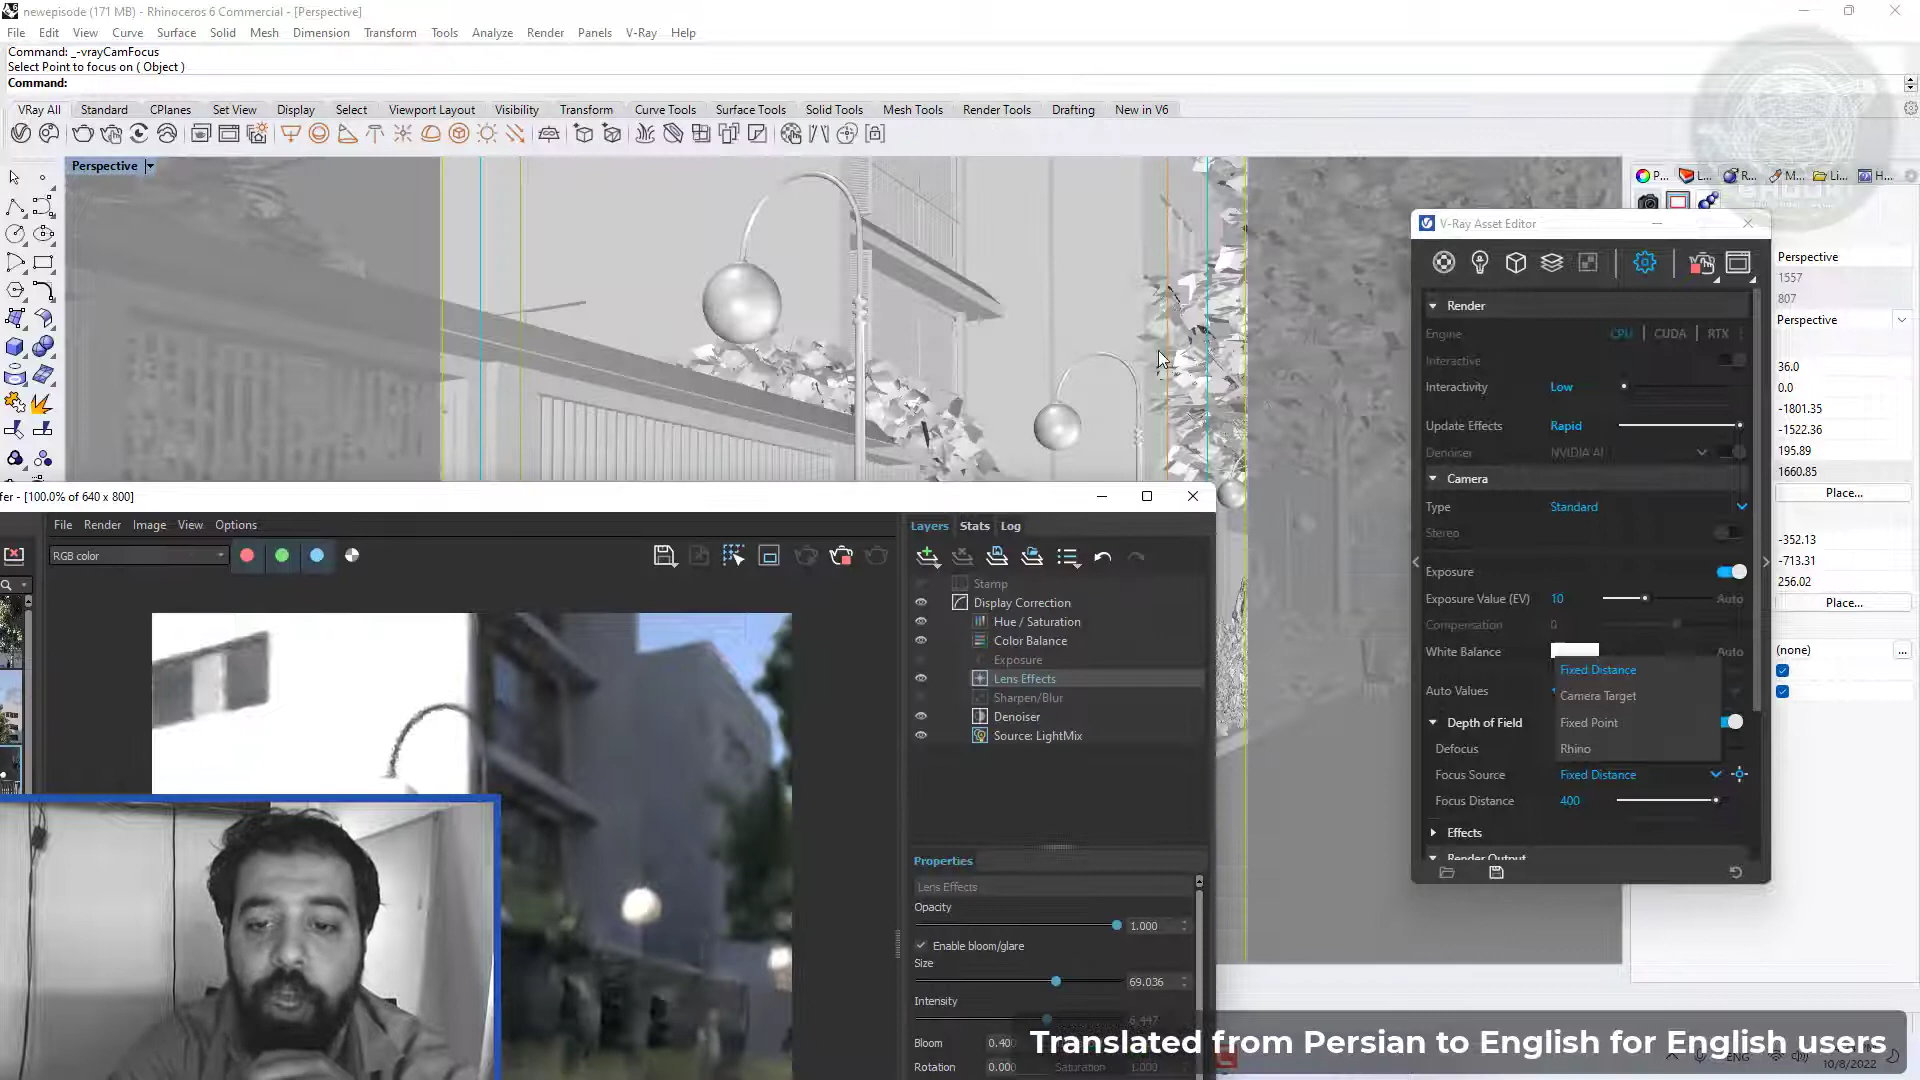 newepisode (171 MB) - Rhinoceros 6 Commercial - [Perspective]
File Edit View Curve Surface Solid Mesh Dimension Transform Tools Analyze Render Panels V-Ray Help
Command: _-vrayCamFocus
Select Point to focus on ( Object )
Command:
VRay All Standard CPlanes Set View Display Select Viewport Layout Visibility Transform Curve Tools Surface Tools Solid Tools Mesh Tools Render Tools Drafting New in V6
Perspective
P... L... R... M... Li... H...
V-Ray Asset Editor
Render
Engine CPU CUDA RTX
Interactive
Interactivity Low
Update Effects Rapid
Denoiser NVIDIA AI
Camera
Type Standard
Stereo
Exposure
Exposure Value (EV) 10 Auto
Compensation 0
White Balance Auto
Auto Values
Fixed Distance
Camera Target
Fixed Point
Rhino
Depth of Field
Defocus
Focus Source Fixed Distance
Focus Distance 400
Effects
Render Output
Perspective
1557
807
Perspective
36.0
0.0
-1801.35
-1522.36
195.89
1660.85
Place...
-352.13
-713.31
256.02
Place...
(none) ...
fer - [100.0% of 640 x 800]
File Render Image View Options
RGB color
Layers Stats Log
Stamp
Display Correction
Hue / Saturation
Color Balance
Exposure
Lens Effects
Sharpen/Blur
Denoiser
Source: LightMix
Properties
Lens Effects
Opacity
1.000
Enable bloom/glare
Size
69.036
Intensity
6.447
Bloom 0.400
Rotation 0.000 Saturation 1.000
Translated from Persian to English for English users
ENG
10/8/2022